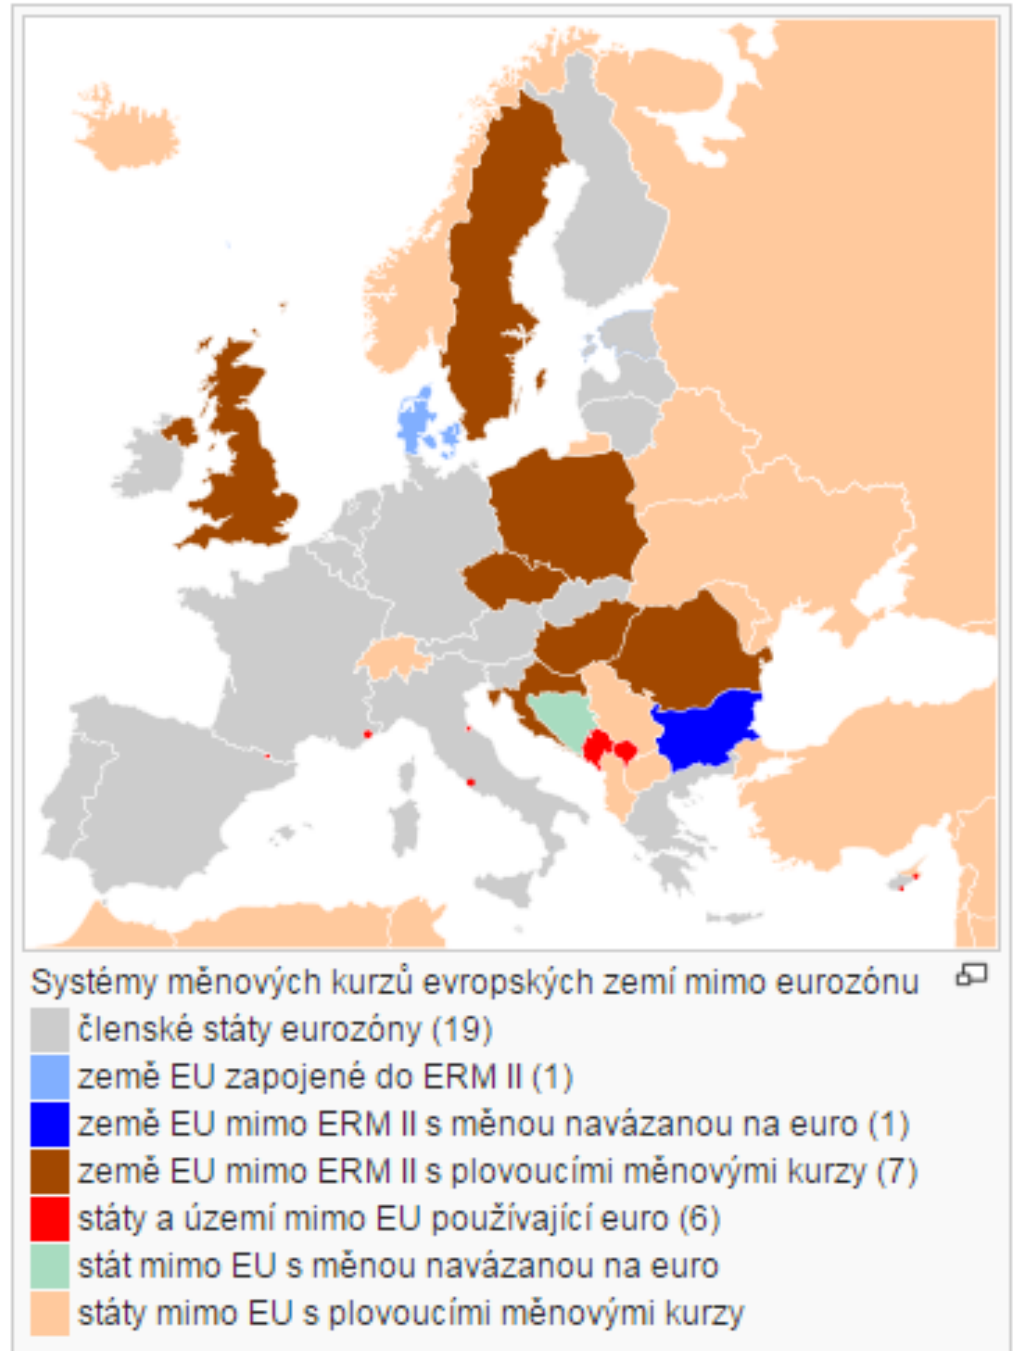 Systémy měnových kurzů evropských zemí mimo eurozónu
členské státy eurozóny (19)
země EU zapojené do ERM II (1)
země EU mimo ERM II s měnou navázanou na euro (1)
země EU mimo ERM II s plovoucími měnovými kurzy (7)
státy a území mimo EU používající euro (6)
stát mimo EU s měnou navázanou na euro
státy mimo EU s plovoucími měnovými kurzy